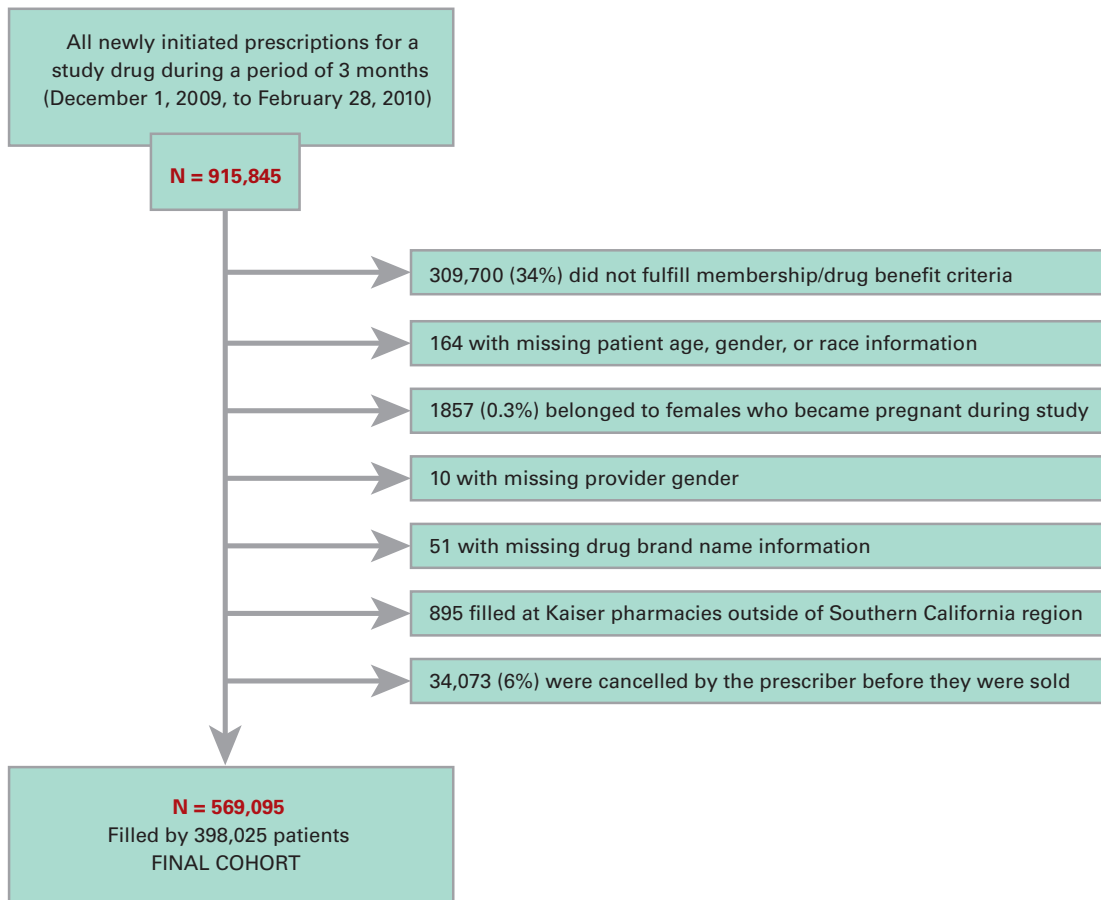 All newly initiated prescriptions for a
study drug during a period of 3 months
(December 1, 2009, to February 28, 2010)
N = 915,845
309,700 (34%) did not fulfill membership/drug benefit criteria
164 with missing patient age, gender, or race information
1857 (0.3%) belonged to females who became pregnant during study
10 with missing provider gender
51 with missing drug brand name information
895 filled at Kaiser pharmacies outside of Southern California region
34,073 (6%) were cancelled by the prescriber before they were sold
N = 569,095
Filled by 398,025 patients
FINAL COHORT